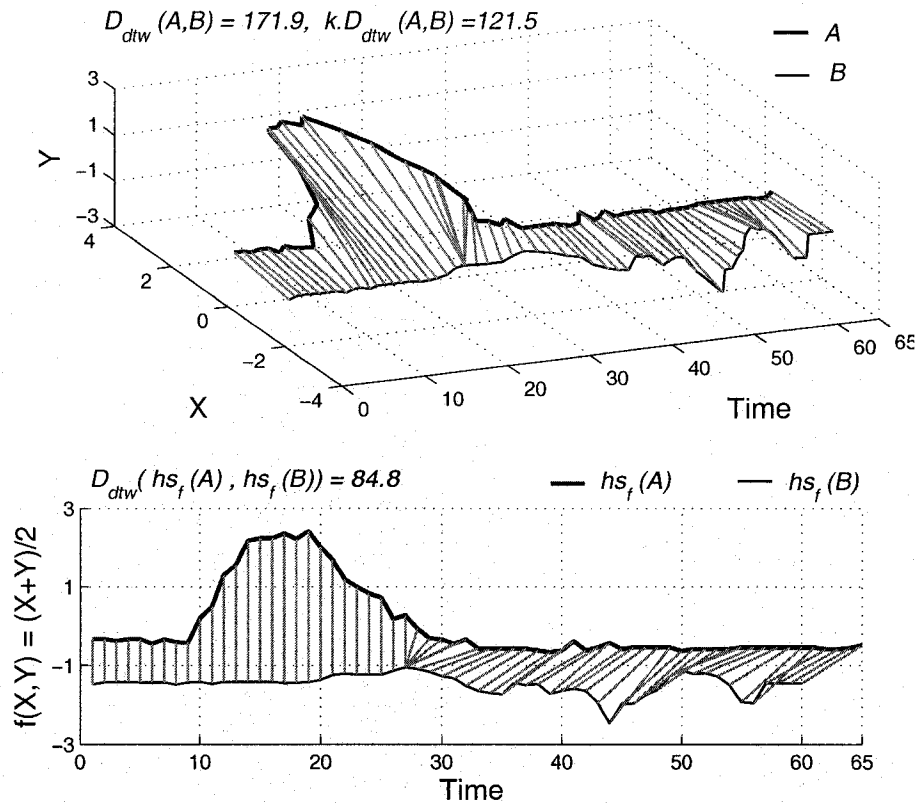 D_dtw (A,B) = 171.9, k.D_dtw (A,B) =121.5
A
B
3
1
−1
−3
Y
4
2
0
−2
−4
X
0
10
20
30
40
50
60
65
Time
D_dtw( hs_f (A) , hs_f (B)) = 84.8
hs_f (A)
hs_f (B)
f(X,Y) = (X+Y)/2
3
1
−1
−3
0
10
20
30
40
50
60
65
Time